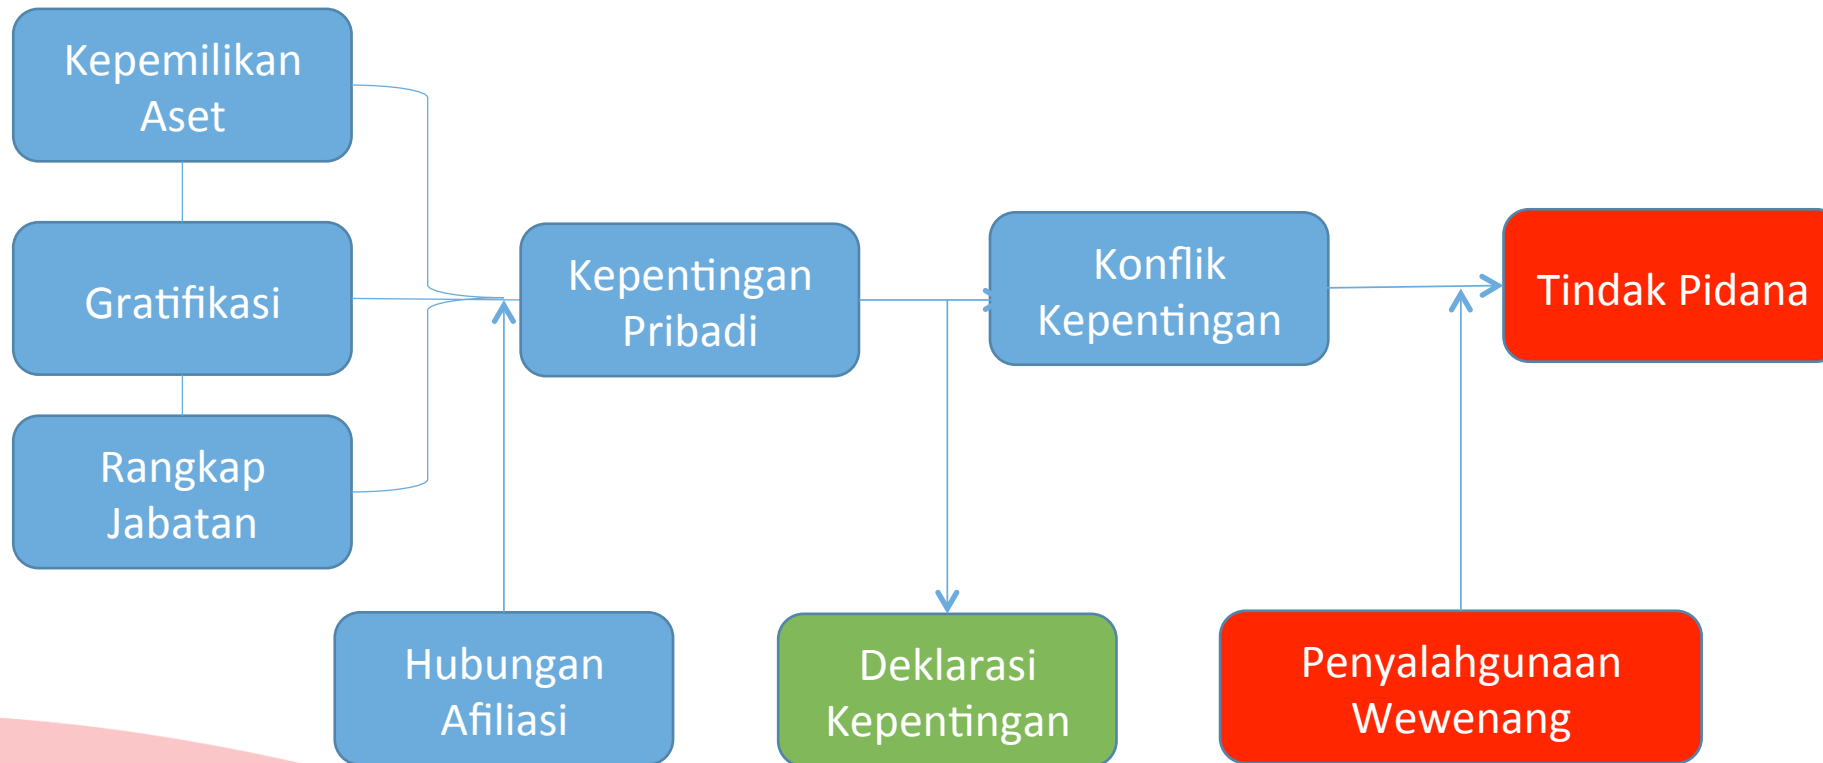 Kepemilikan
Aset
Gratifikasi
Rangkap
Jabatan
Kepentingan
Pribadi
Konflik
Kepentingan
Tindak Pidana
Hubungan
Afiliasi
Deklarasi
Kepentingan
Penyalahgunaan
Wewenang